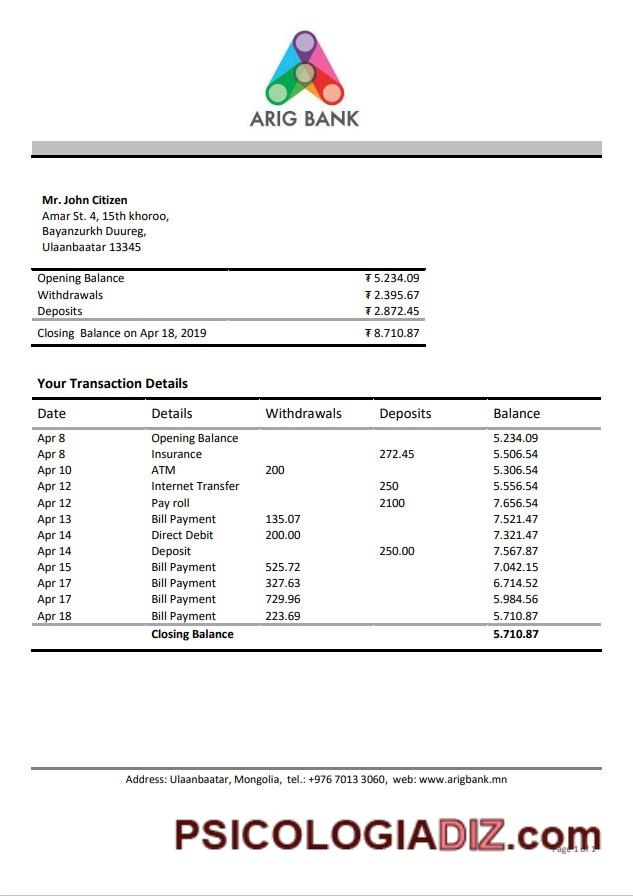 ARIG BANK
Mr. John Citizen
Amar St. 4, 15th khoroo,
Bayanzurkh Duureg,
Ulaanbaatar 13345
Opening Balance ₮ 5.234.09
Withdrawals ₮ 2.395.67
Deposits ₮ 2.872.45
Closing Balance on Apr 18, 2019 ₮ 8.710.87
Your Transaction Details
Date Details Withdrawals Deposits Balance
Apr 8 Opening Balance 5.234.09
Apr 8 Insurance 272.45 5.506.54
Apr 10 ATM 200 5.306.54
Apr 12 Internet Transfer 250 5.556.54
Apr 12 Pay roll 2100 7.656.54
Apr 13 Bill Payment 135.07 7.521.47
Apr 14 Direct Debit 200.00 7.321.47
Apr 14 Deposit 250.00 7.567.87
Apr 15 Bill Payment 525.72 7.042.15
Apr 17 Bill Payment 327.63 6.714.52
Apr 17 Bill Payment 729.96 5.984.56
Apr 18 Bill Payment 223.69 5.710.87
Closing Balance 5.710.87
Address: Ulaanbaatar, Mongolia, tel.: +976 7013 3060, web: www.arigbank.mn
PSICOLOGIADIZ.com
Page 1 of 1